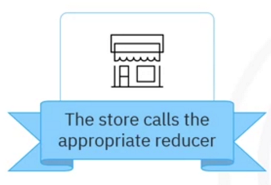 The store calls the
appropriate reducer